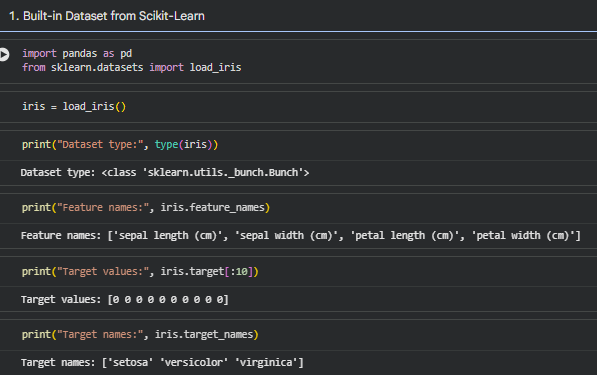 1. Built-in Dataset from Scikit-Learn
import pandas as pd
from sklearn.datasets import load_iris
iris = load_iris()
print("Dataset type:", type(iris))
Dataset type: <class 'sklearn.utils._bunch.Bunch'>
print("Feature names:", iris.feature_names)
Feature names: ['sepal length (cm)', 'sepal width (cm)', 'petal length (cm)', 'petal width (cm)']
print("Target values:", iris.target[:10])
Target values: [0 0 0 0 0 0 0 0 0 0]
print("Target names:", iris.target_names)
Target names: ['setosa' 'versicolor' 'virginica']